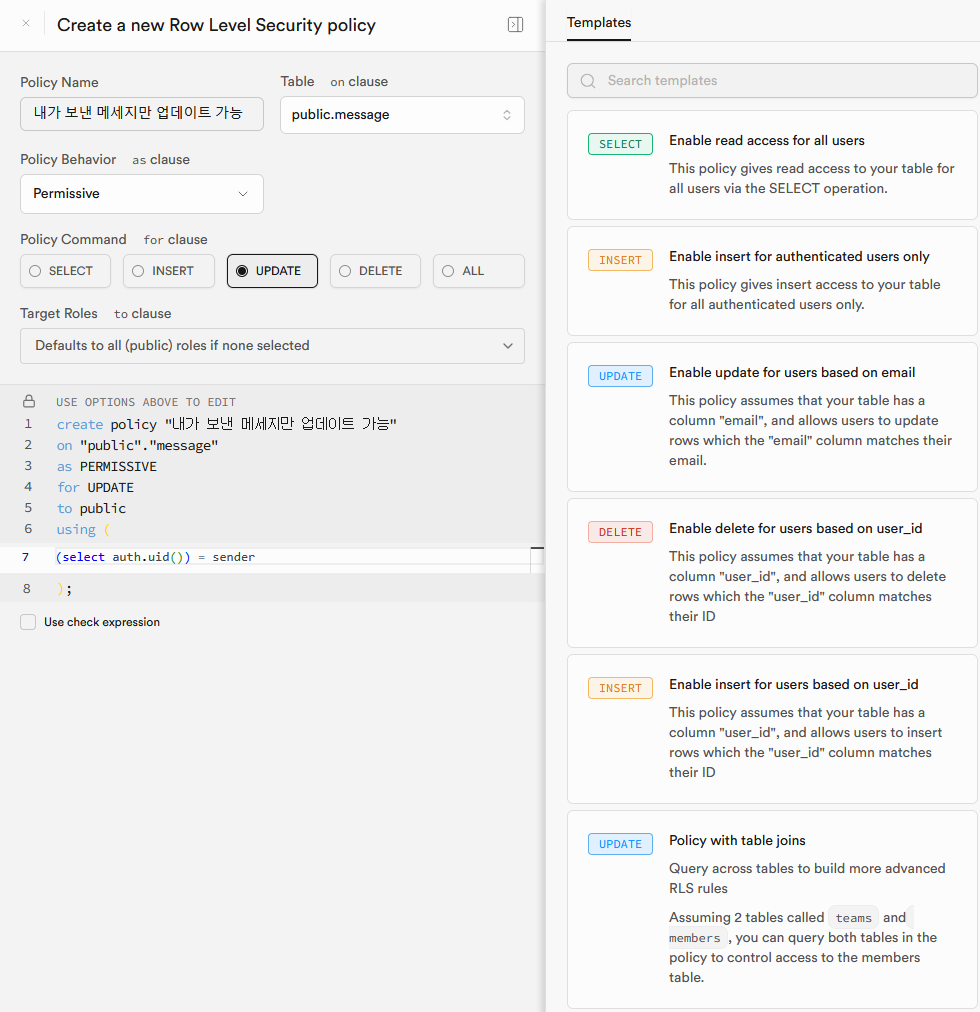 Create a new Row Level Security policy
Policy Name
내가 보낸 메세지만 업데이트 가능
Table on clause
public.message
Policy Behavior as clause
Permissive
Policy Command for clause
SELECT
INSERT
UPDATE
DELETE
ALL
Target Roles to clause
Defaults to all (public) roles if none selected
USE OPTIONS ABOVE TO EDIT
1 create policy "내가 보낸 메세지만 업데이트 가능"
2 on "public"."message"
3 as PERMISSIVE
4 for UPDATE
5 to public
6 using (
7 (select auth.uid()) = sender
8 );
Use check expression
Templates
Search templates
SELECT
Enable read access for all users
This policy gives read access to your table for
all users via the SELECT operation.
INSERT
Enable insert for authenticated users only
This policy gives insert access to your table
for all authenticated users only.
UPDATE
Enable update for users based on email
This policy assumes that your table has a
column "email", and allows users to update
rows which the "email" column matches their
email.
DELETE
Enable delete for users based on user_id
This policy assumes that your table has a
column "user_id", and allows users to delete
rows which the "user_id" column matches
their ID
INSERT
Enable insert for users based on user_id
This policy assumes that your table has a
column "user_id", and allows users to insert
rows which the "user_id" column matches
their ID
UPDATE
Policy with table joins
Query across tables to build more advanced
RLS rules
Assuming 2 tables called teams and
members , you can query both tables in the
policy to control access to the members
table.